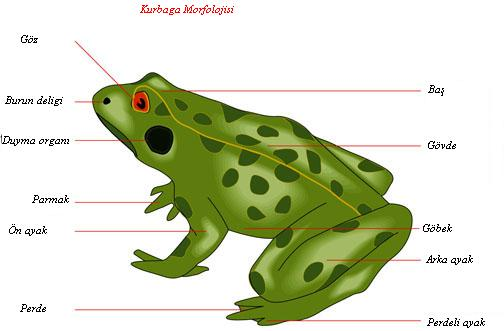 Kurbaga Morfolojisi
Göz
Burun deligi
Duyma organı
Parmak
Ön ayak
Perde
Baş
Gövde
Göbek
Arka ayak
Perdeli ayak